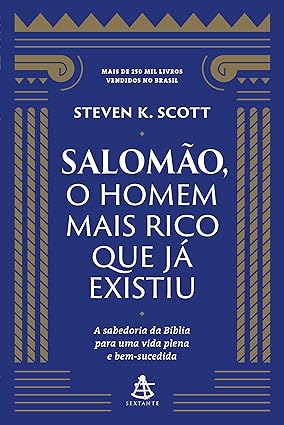 MAIS DE 250 MIL LIVROS
VENDIDOS NO BRASIL
STEVEN K. SCOTT
SALOMÃO,
O HOMEM
MAIS RICO
QUE JÁ
EXISTIU
A sabedoria da Bíblia
para uma vida plena
e bem-sucedida
SEXTANTE